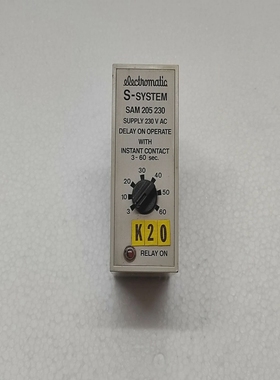 electromatic
S-SYSTEM
SAM 205 230
SUPPLY 230 V AC
DELAY ON OPERATE
WITH
INSTANT CONTACT
3-60 sec.
30
20 40
10 50
3 60
K20
RELAY ON